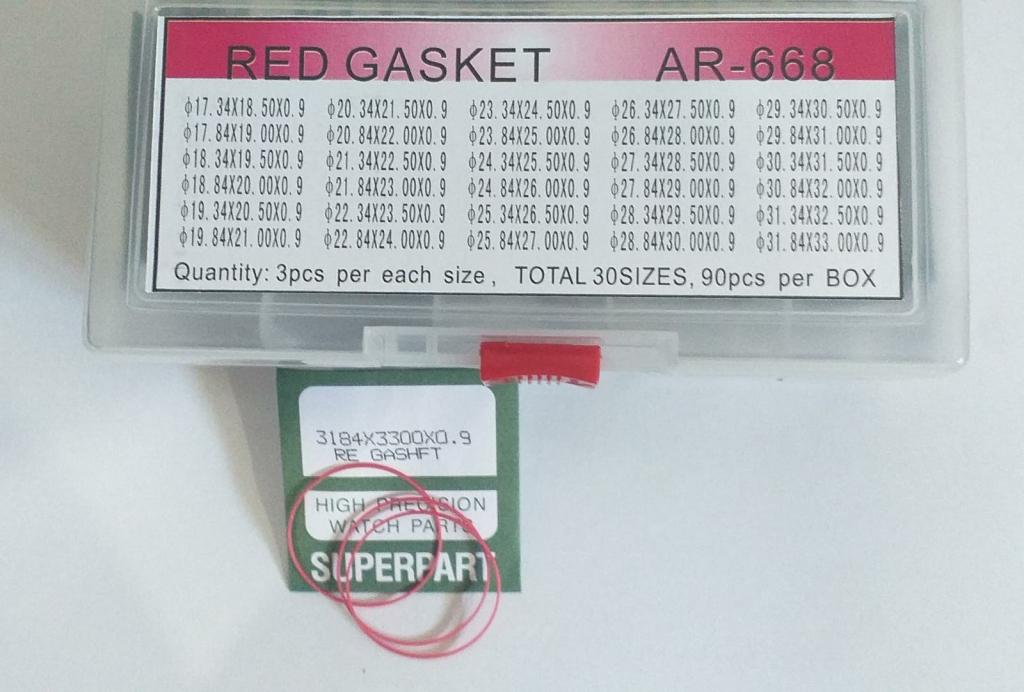 RED GASKET AR-668
ϕ17.34X18.50X0.9 ϕ20.34X21.50X0.9 ϕ23.34X24.50X0.9 ϕ26.34X27.50X0.9 ϕ29.34X30.50X0.9
ϕ17.84X19.00X0.9 ϕ20.84X22.00X0.9 ϕ23.84X25.00X0.9 ϕ26.84X28.00X0.9 ϕ29.84X31.00X0.9
ϕ18.34X19.50X0.9 ϕ21.34X22.50X0.9 ϕ24.34X25.50X0.9 ϕ27.34X28.50X0.9 ϕ30.34X31.50X0.9
ϕ18.84X20.00X0.9 ϕ21.84X23.00X0.9 ϕ24.84X26.00X0.9 ϕ27.84X29.00X0.9 ϕ30.84X32.00X0.9
ϕ19.34X20.50X0.9 ϕ22.34X23.50X0.9 ϕ25.34X26.50X0.9 ϕ28.34X29.50X0.9 ϕ31.34X32.50X0.9
ϕ19.84X21.00X0.9 ϕ22.84X24.00X0.9 ϕ25.84X27.00X0.9 ϕ28.84X30.00X0.9 ϕ31.84X33.00X0.9
Quantity: 3pcs per each size, TOTAL 30SIZES, 90pcs per BOX
3184X3300X0.9
RE GASHFT
HIGH PRECISION
WATCH PARTS
SUPERPART